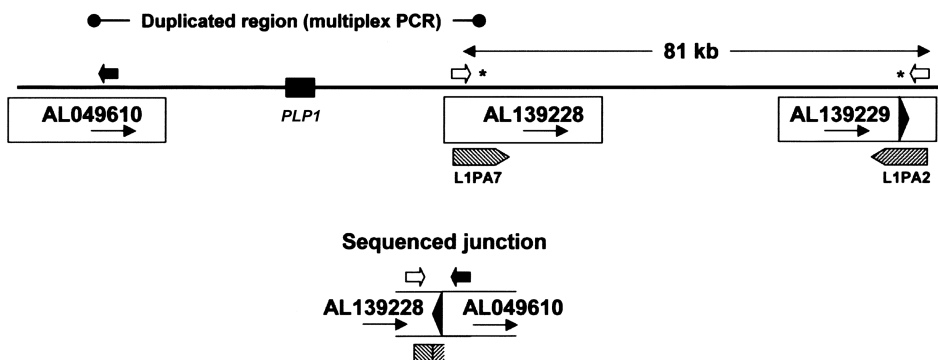 Duplicated region (multiplex PCR)
81 kb
* *
AL049610 PLP1 AL139228 AL139229
L1PA7 L1PA2
Sequenced junction
AL139228 AL049610